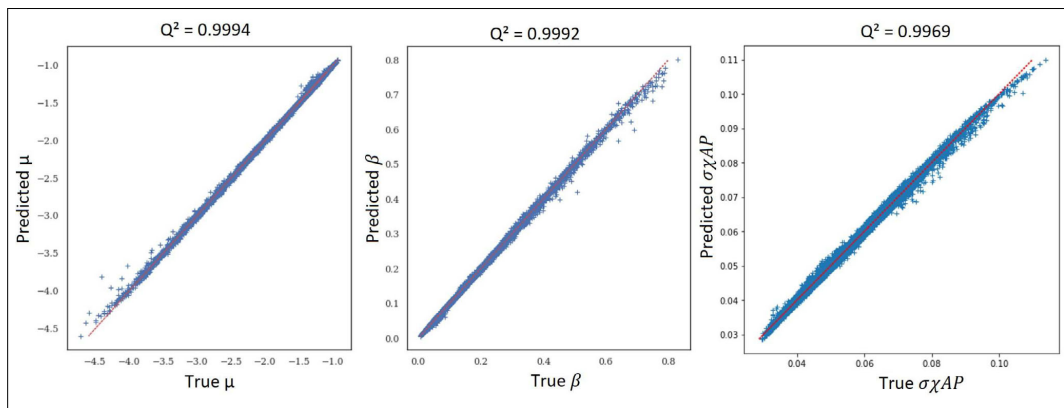 Q² = 0.9994
Predicted μ
−1.0
−1.5
−2.0
−2.5
−3.0
−3.5
−4.0
−4.5
−4.5 −4.0 −3.5 −3.0 −2.5 −2.0 −1.5 −1.0
True μ
Q² = 0.9992
Predicted β
0.8
0.7
0.6
0.5
0.4
0.3
0.2
0.1
0.0
0.0 0.2 0.4 0.6 0.8
True β
Q² = 0.9969
Predicted σχAP
0.11
0.10
0.09
0.08
0.07
0.06
0.05
0.04
0.03
0.04 0.06 0.08 0.10
True σχAP